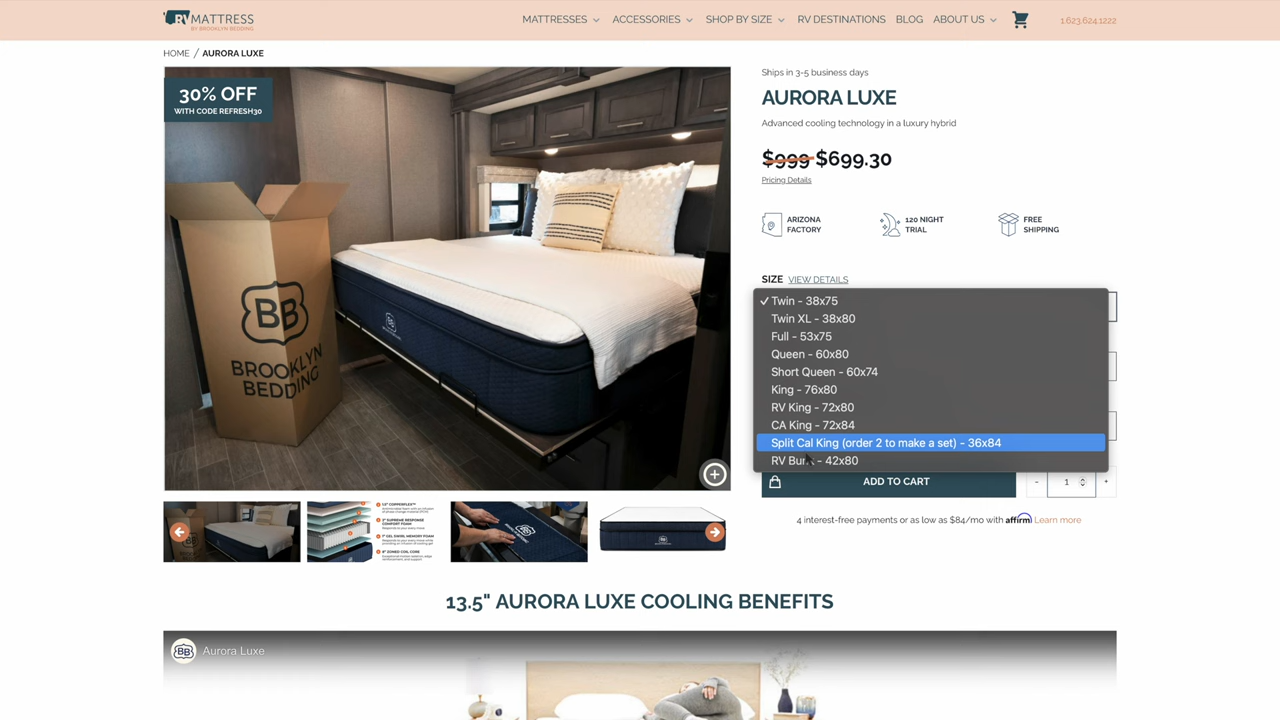 RVMATTRESS
BY BROOKLYN BEDDING
MATTRESSES
ACCESSORIES
SHOP BY SIZE
RV DESTINATIONS
BLOG
ABOUT US
1.623.624.1222
HOME / AURORA LUXE
30% OFF
WITH CODE REFRESH30
BB
BROOKLYN
BEDDING
Ships in 3-5 business days
AURORA LUXE
Advanced cooling technology in a luxury hybrid
$999 $699.30
Pricing Details
ARIZONA
FACTORY
120 NIGHT
TRIAL
FREE
SHIPPING
SIZE VIEW DETAILS
✓ Twin - 38x75
Twin XL - 38x80
Full - 53x75
Queen - 60x80
Short Queen - 60x74
King - 76x80
RV King - 72x80
CA King - 72x84
Split Cal King (order 2 to make a set) - 36x84
RV Bunk - 42x80
ADD TO CART
- 1 +
4 interest-free payments or as low as $84/mo with affirm Learn more
13.5" AURORA LUXE COOLING BENEFITS
BB Aurora Luxe